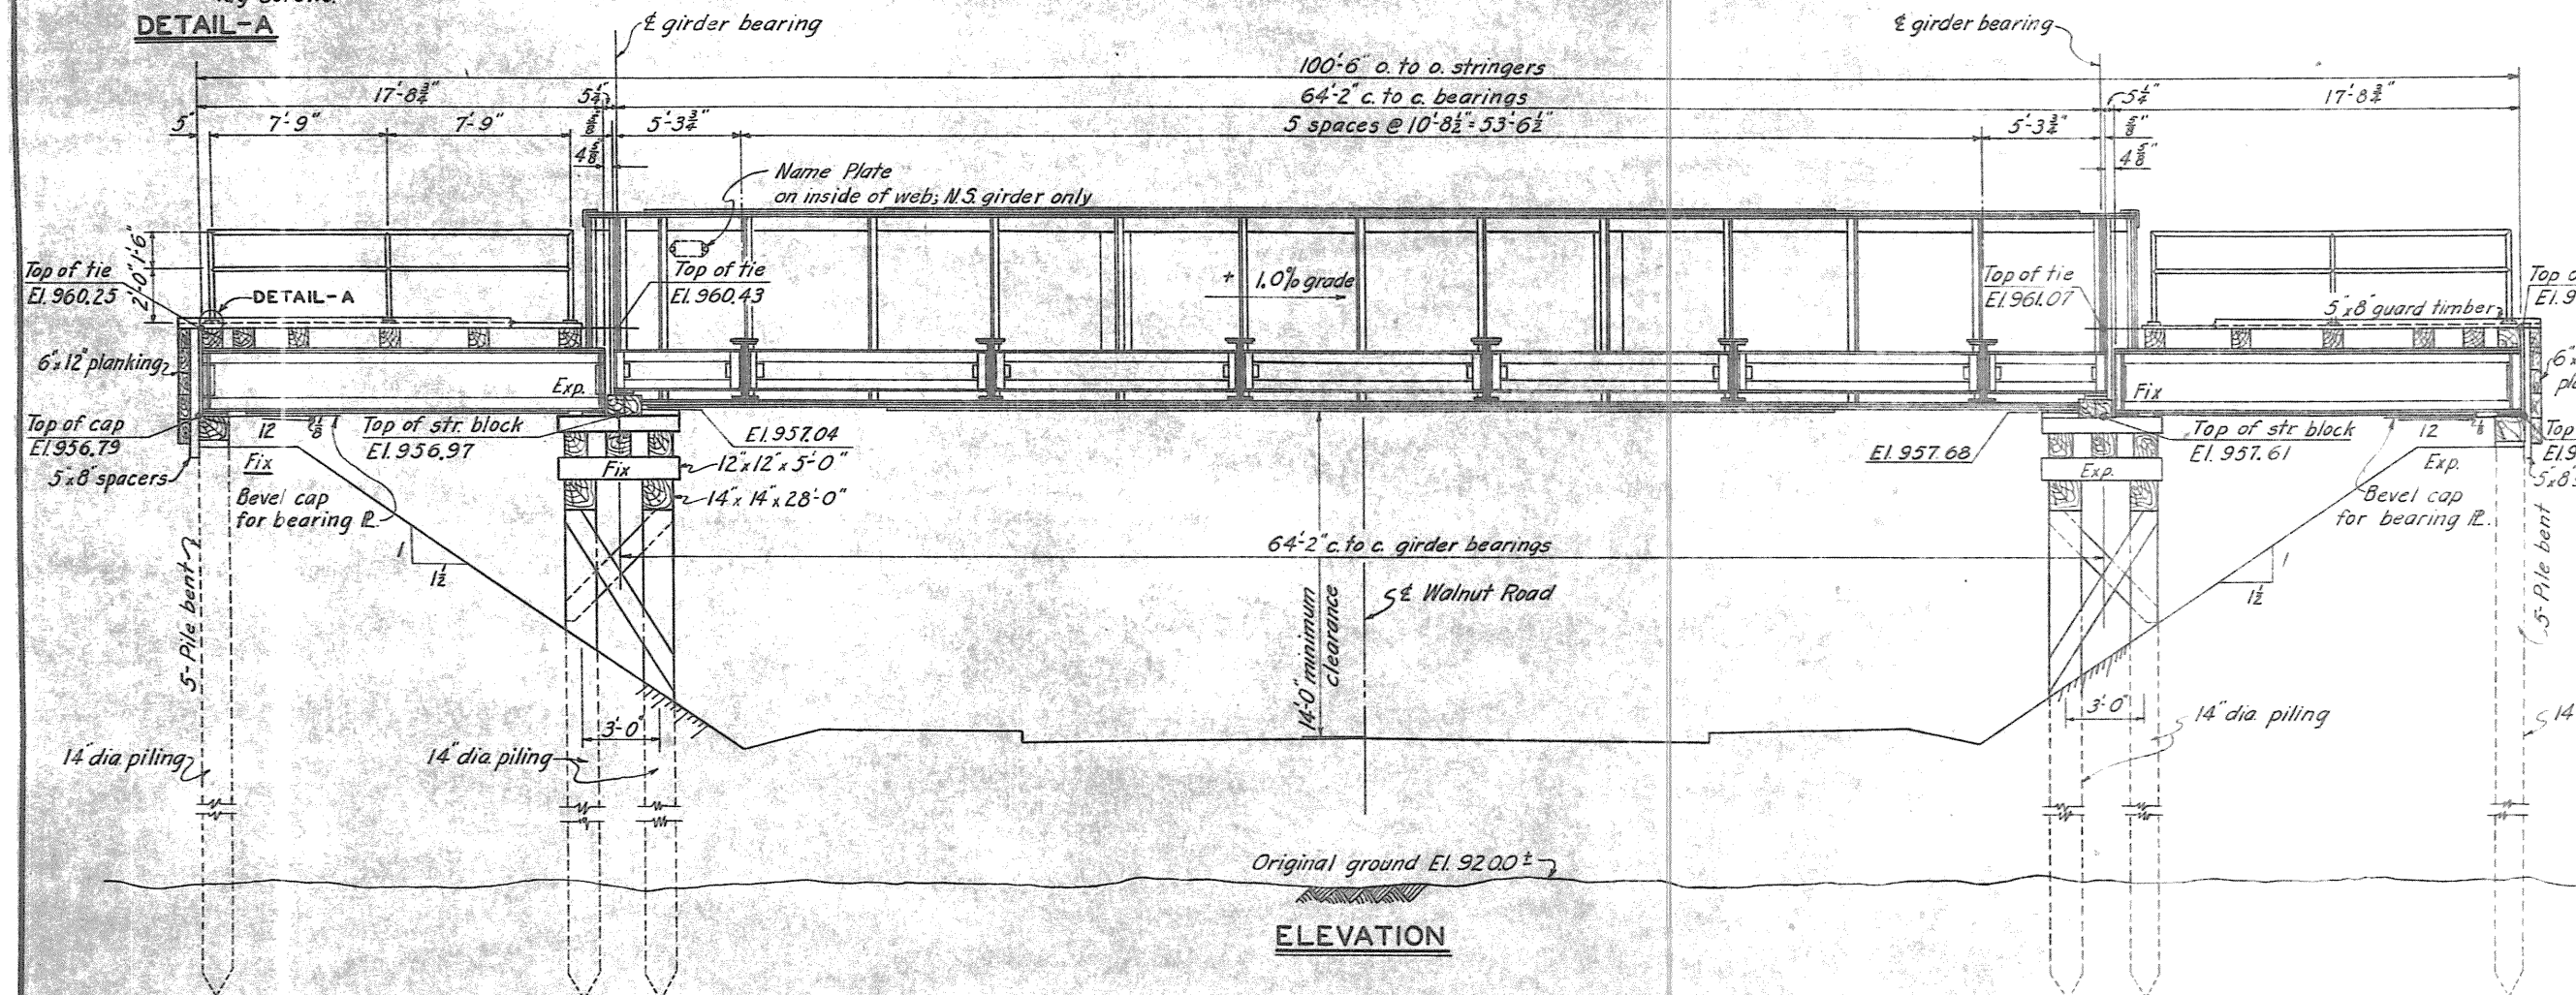 DETAIL-A
℄ girder bearing
℄ girder bearing
100'-6" o. to o. stringers
17'-8¾"
5¼"
64'-2" c. to c. bearings
5¼"
17'-8¾"
5"
7'-9"
7'-9"
⅝"
5'-3¾"
5 spaces @ 10'-8½" = 53'-6½"
5'-3¾"
⅝"
4⅝"
4⅝"
Name Plate
on inside of web; N.S. girder only
1'-6"
2'-0"
Top of tie
El. 960.25
DETAIL-A
Top of tie
El. 960.43
+ 1.0% grade
Top of tie
El. 961.07
5"x8" guard timber
6"x12" planking
Exp.
Fix
Top of cap
El. 956.79
12
Top of str. block
El. 956.97
El. 957.04
El. 957.68
Top of str block
El. 957.61
12
5"x8" spacers
Fix
Fix
12"x12"x5'-0"
Exp.
Exp.
Bevel cap
for bearing ℞.
14"x14"x28'-0"
Bevel cap
for bearing ℞.
1
1½
64'-2" c. to c. girder bearings
1
1½
5-Pile bent
14'-0" minimum
clearance
℄ Walnut Road
5-Pile bent
3'-0"
3'-0"
14" dia. piling
14" dia. piling
14" dia. piling
14
Original ground El. 920.0±
ELEVATION